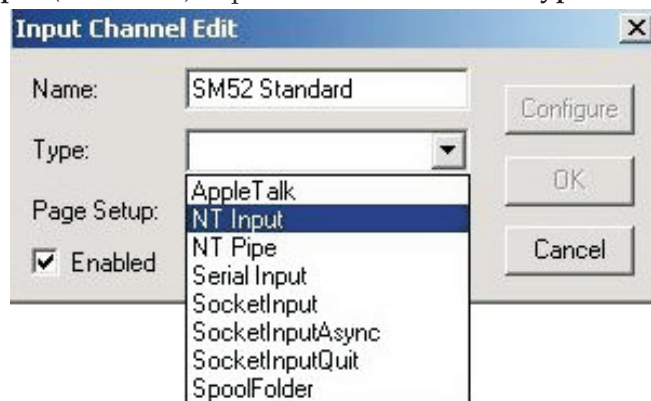 Input Channel Edit
Name: SM52 Standard
Configure
Type:
OK
Page Setup:
Cancel
Enabled
AppleTalk
NT Input
NT Pipe
Serial Input
SocketInput
SocketInputAsync
SocketInputQuit
SpoolFolder